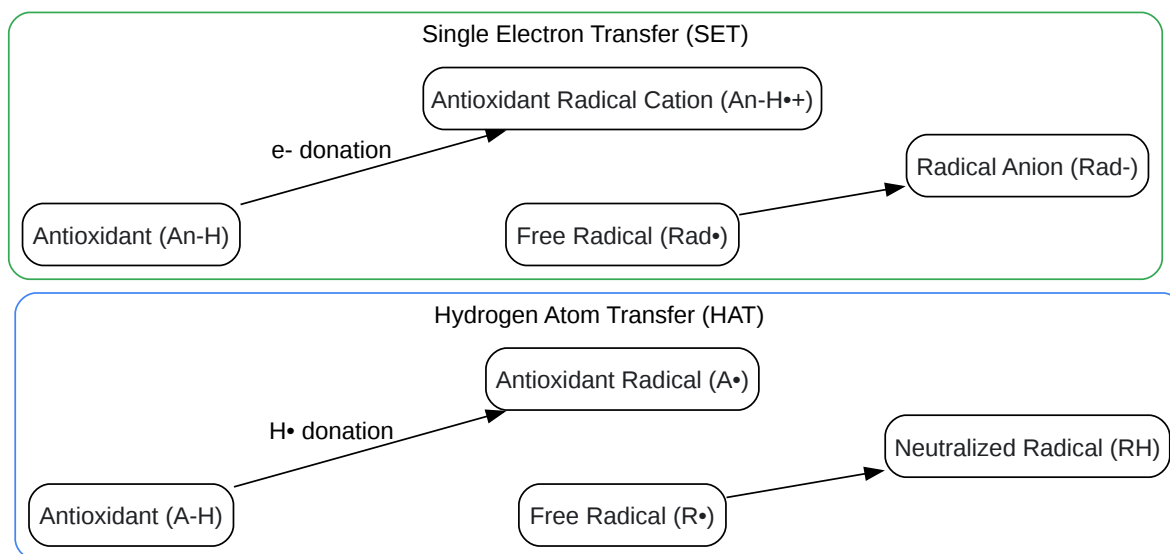 Single Electron Transfer (SET)
Antioxidant Radical Cation (An-H•+)
e- donation
Radical Anion (Rad-)
Antioxidant (An-H)
Free Radical (Rad•)
Hydrogen Atom Transfer (HAT)
Antioxidant Radical (A•)
H• donation
Neutralized Radical (RH)
Antioxidant (A-H)
Free Radical (R•)